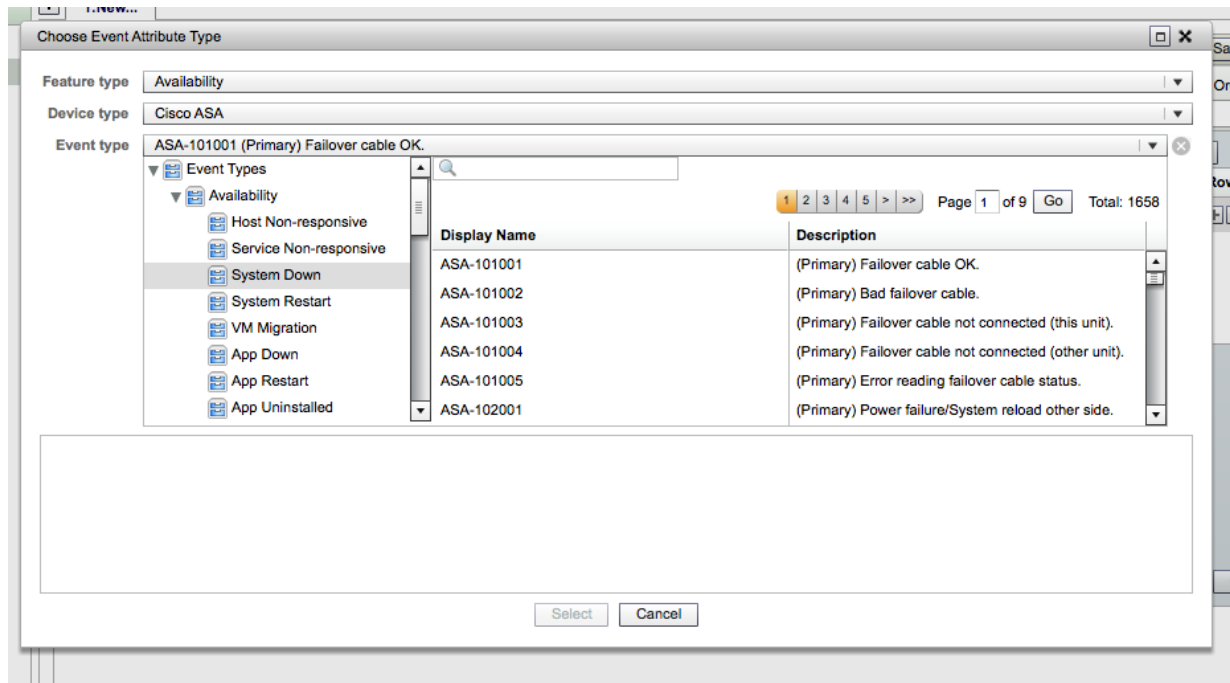 1.New...
Choose Event Attribute Type
Sa
Feature type Availability
Or
Device type Cisco ASA
Event type ASA-101001 (Primary) Failover cable OK.
Event Types
Availability
Host Non-responsive
Service Non-responsive
System Down
System Restart
VM Migration
App Down
App Restart
App Uninstalled
1 2 3 4 5 > >> Page 1 of 9 Go Total: 1658
Row
Display Name Description
ASA-101001 (Primary) Failover cable OK.
ASA-101002 (Primary) Bad failover cable.
ASA-101003 (Primary) Failover cable not connected (this unit).
ASA-101004 (Primary) Failover cable not connected (other unit).
ASA-101005 (Primary) Error reading failover cable status.
ASA-102001 (Primary) Power failure/System reload other side.
Select Cancel